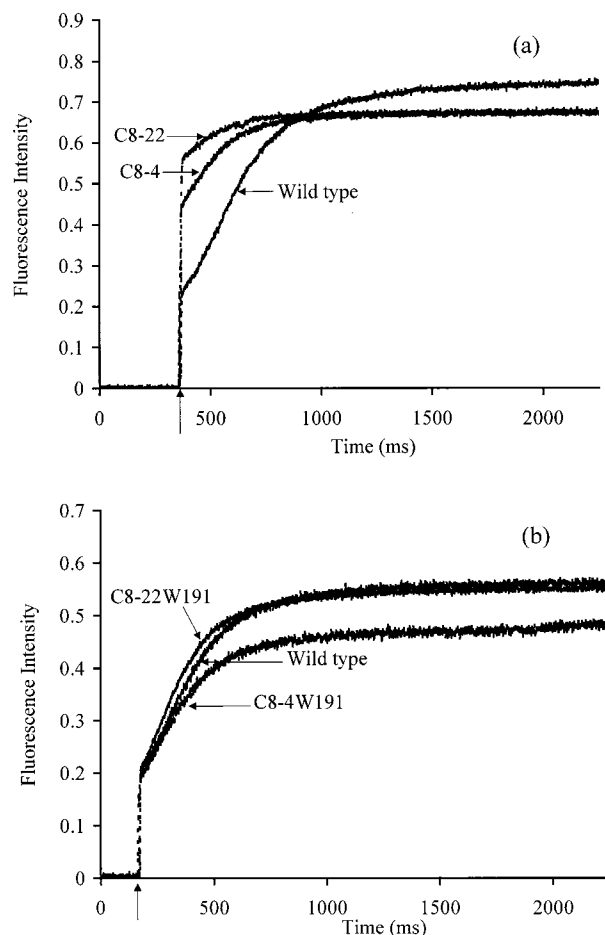 (a)
Fluorescence Intensity
0.9
0.8
0.7
0.6
0.5
0.4
0.3
0.2
0.1
0
C8-22
C8-4
Wild type
0
500
1000
1500
2000
Time (ms)
(b)
Fluorescence Intensity
0.7
0.6
0.5
0.4
0.3
0.2
0.1
0
C8-22W191
Wild type
C8-4W191
0
500
1000
1500
2000
Time (ms)